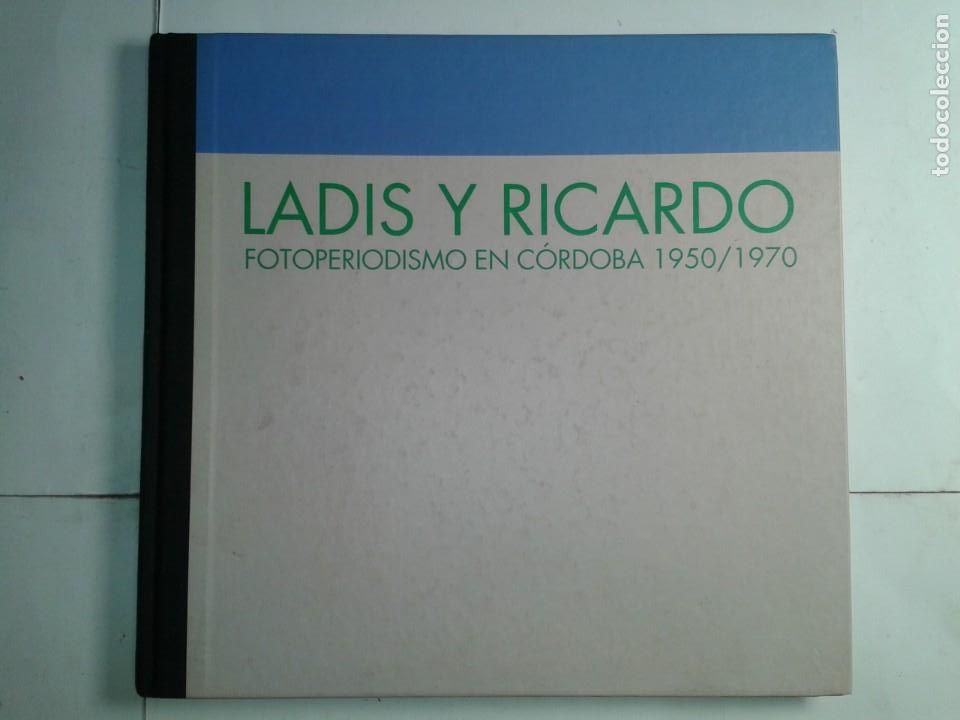 LADIS Y RICARDO
FOTOPERIODISMO EN CÓRDOBA 1950/1970
todocoleccion